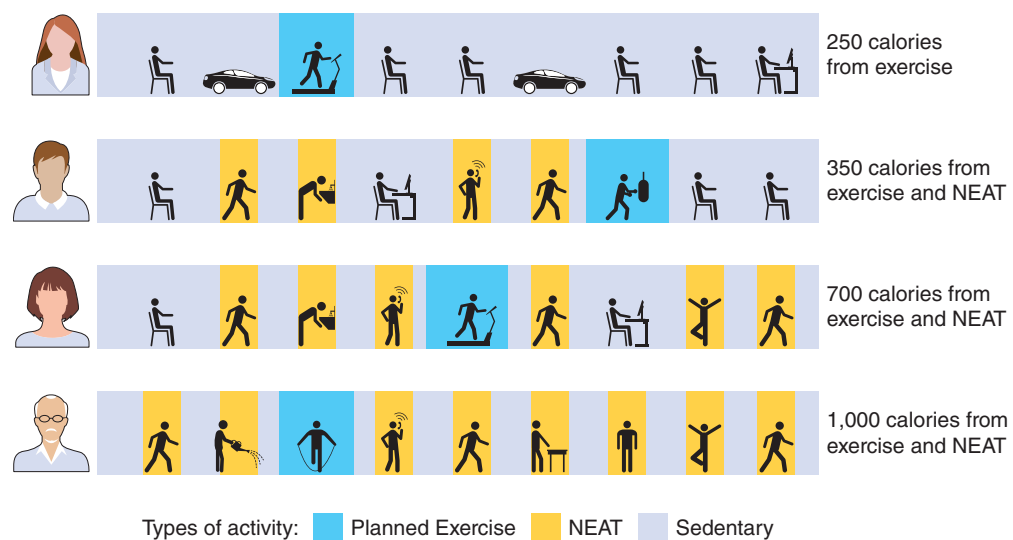 250 calories
from exercise
350 calories from
exercise and NEAT
700 calories from
exercise and NEAT
1,000 calories from
exercise and NEAT
Types of activity: Planned Exercise NEAT Sedentary